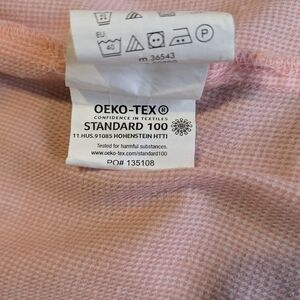 EU
40
P
m 36543
OEKO-TEX®
CONFIDENCE IN TEXTILES
STANDARD 100
11.HUS.91085 HOHENSTEIN HTTI
Tested for harmful substances.
www.oeko-tex.com/standard100
PO# 135108